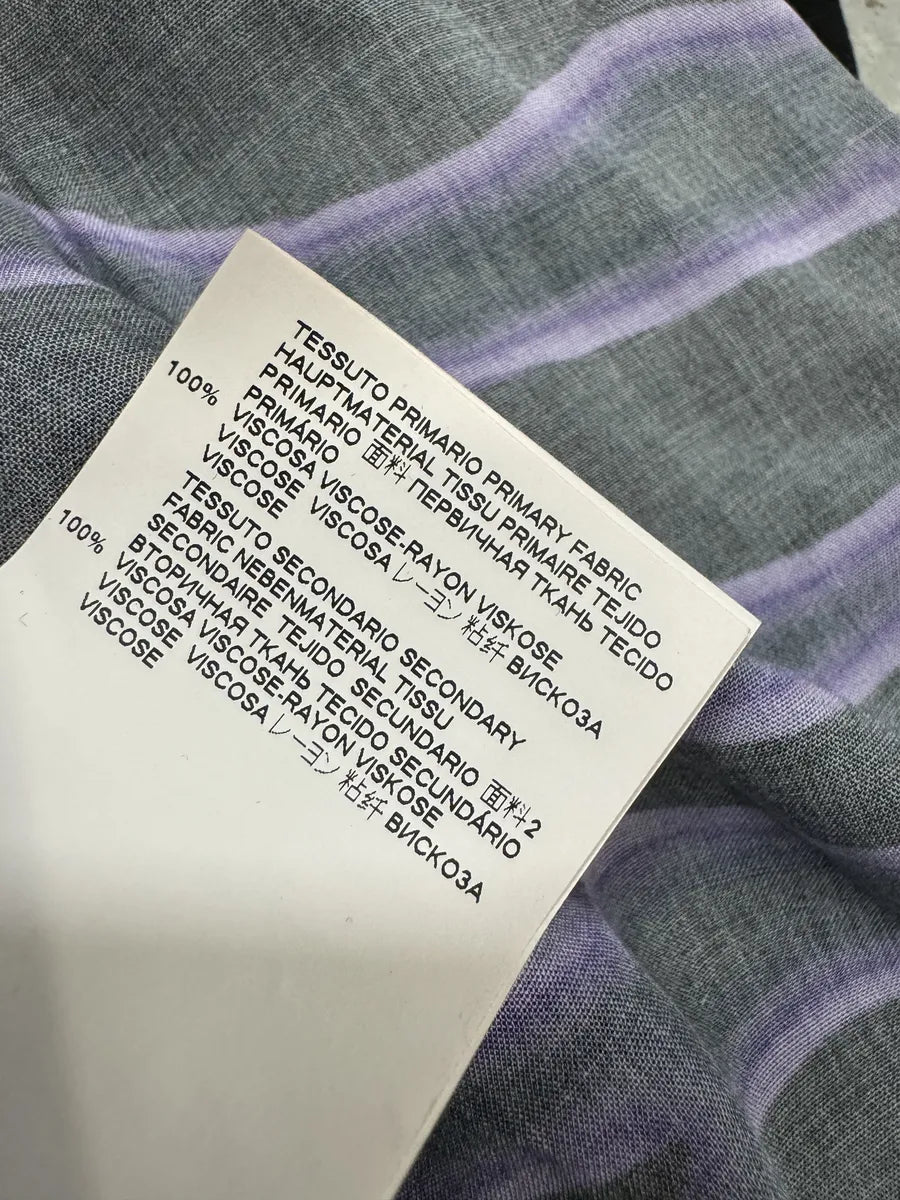 TESSUTO PRIMARIO PRIMARY FABRIC
HAUPTMATERIAL TISSU PRIMAIRE TEJIDO
PRIMARIO 面料 ПЕРВИЧНАЯ ТКАНЬ TECIDO
PRIMÁRIO
100% VISCOSA VISCOSE-RAYON VISKOSE
VISCOSE VISCOSA レーヨン 粘纤 ВИСКОЗА
VISCOSE
TESSUTO SECONDARIO SECONDARY
FABRIC NEBENMATERIAL TISSU
SECONDAIRE TEJIDO SECUNDARIO 面料2
ВТОРИЧНАЯ ТКАНЬ TECIDO SECUNDÁRIO
100% VISCOSA VISCOSE-RAYON VISKOSE
VISCOSE VISCOSA レーヨン 粘纤 ВИСКОЗА
VISCOSE